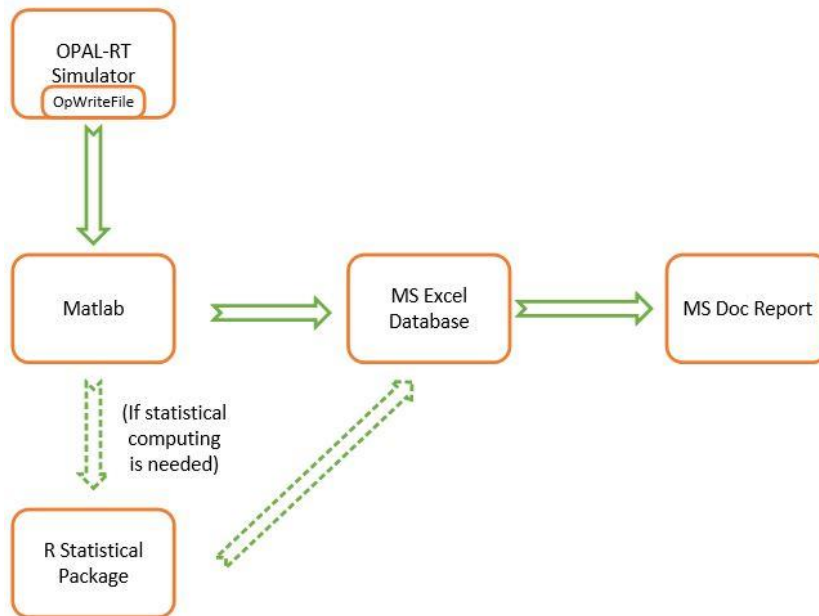 OPAL-RT
Simulator
OpWriteFile
Matlab
MS Excel
Database
MS Doc Report
(If statistical
computing
is needed)
R Statistical
Package